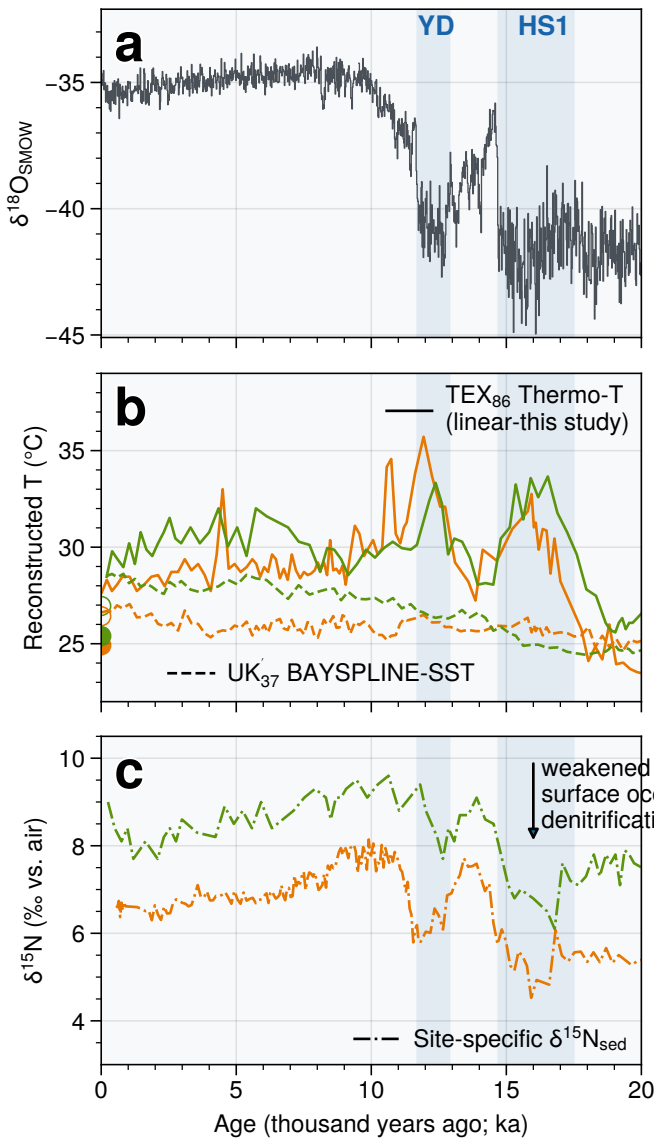 a
YD HS1
−35
−40
−45
δ¹⁸O_SMOW
b
TEX₈₆ Thermo-T
(linear-this study)
35
30
25
Reconstructed T (°C)
UK′₃₇ BAYSPLINE-SST
c
weakened
surface oce
denitrificati
10
8
6
4
δ¹⁵N (‰ vs. air)
Site-specific δ¹⁵N_sed
0 5 10 15 20
Age (thousand years ago; ka)